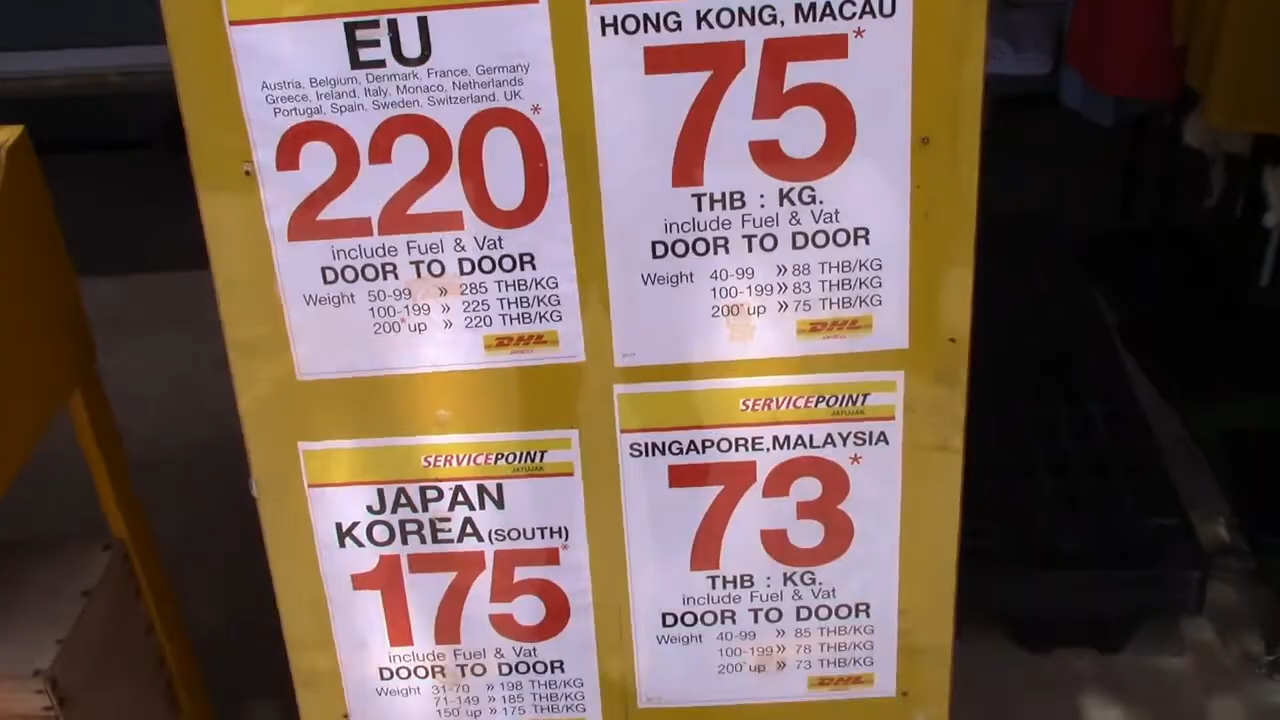 EU
Austria, Belgium, Denmark, France, Germany
Greece, Ireland, Italy, Monaco, Netherlands
Portugal, Spain, Sweden, Switzerland, UK.
220*
include Fuel & Vat
DOOR TO DOOR
Weight 50-99 » 285 THB/KG
100-199 » 225 THB/KG
200 up » 220 THB/KG
DHL
HONG KONG, MACAU
75*
THB : KG.
include Fuel & Vat
DOOR TO DOOR
Weight 40-99 » 88 THB/KG
100-199 » 83 THB/KG
200 up » 75 THB/KG
DHL
SERVICEPOINT
JATUJAK
JAPAN
KOREA (SOUTH)
175*
include Fuel & Vat
DOOR TO DOOR
Weight 31-70 » 198 THB/KG
71-149 » 185 THB/KG
150 up » 175 THB/KG
SERVICEPOINT
JATUJAK
SINGAPORE, MALAYSIA
73*
THB : KG.
include Fuel & Vat
DOOR TO DOOR
Weight 40-99 » 85 THB/KG
100-199 » 78 THB/KG
200 up » 73 THB/KG
DHL